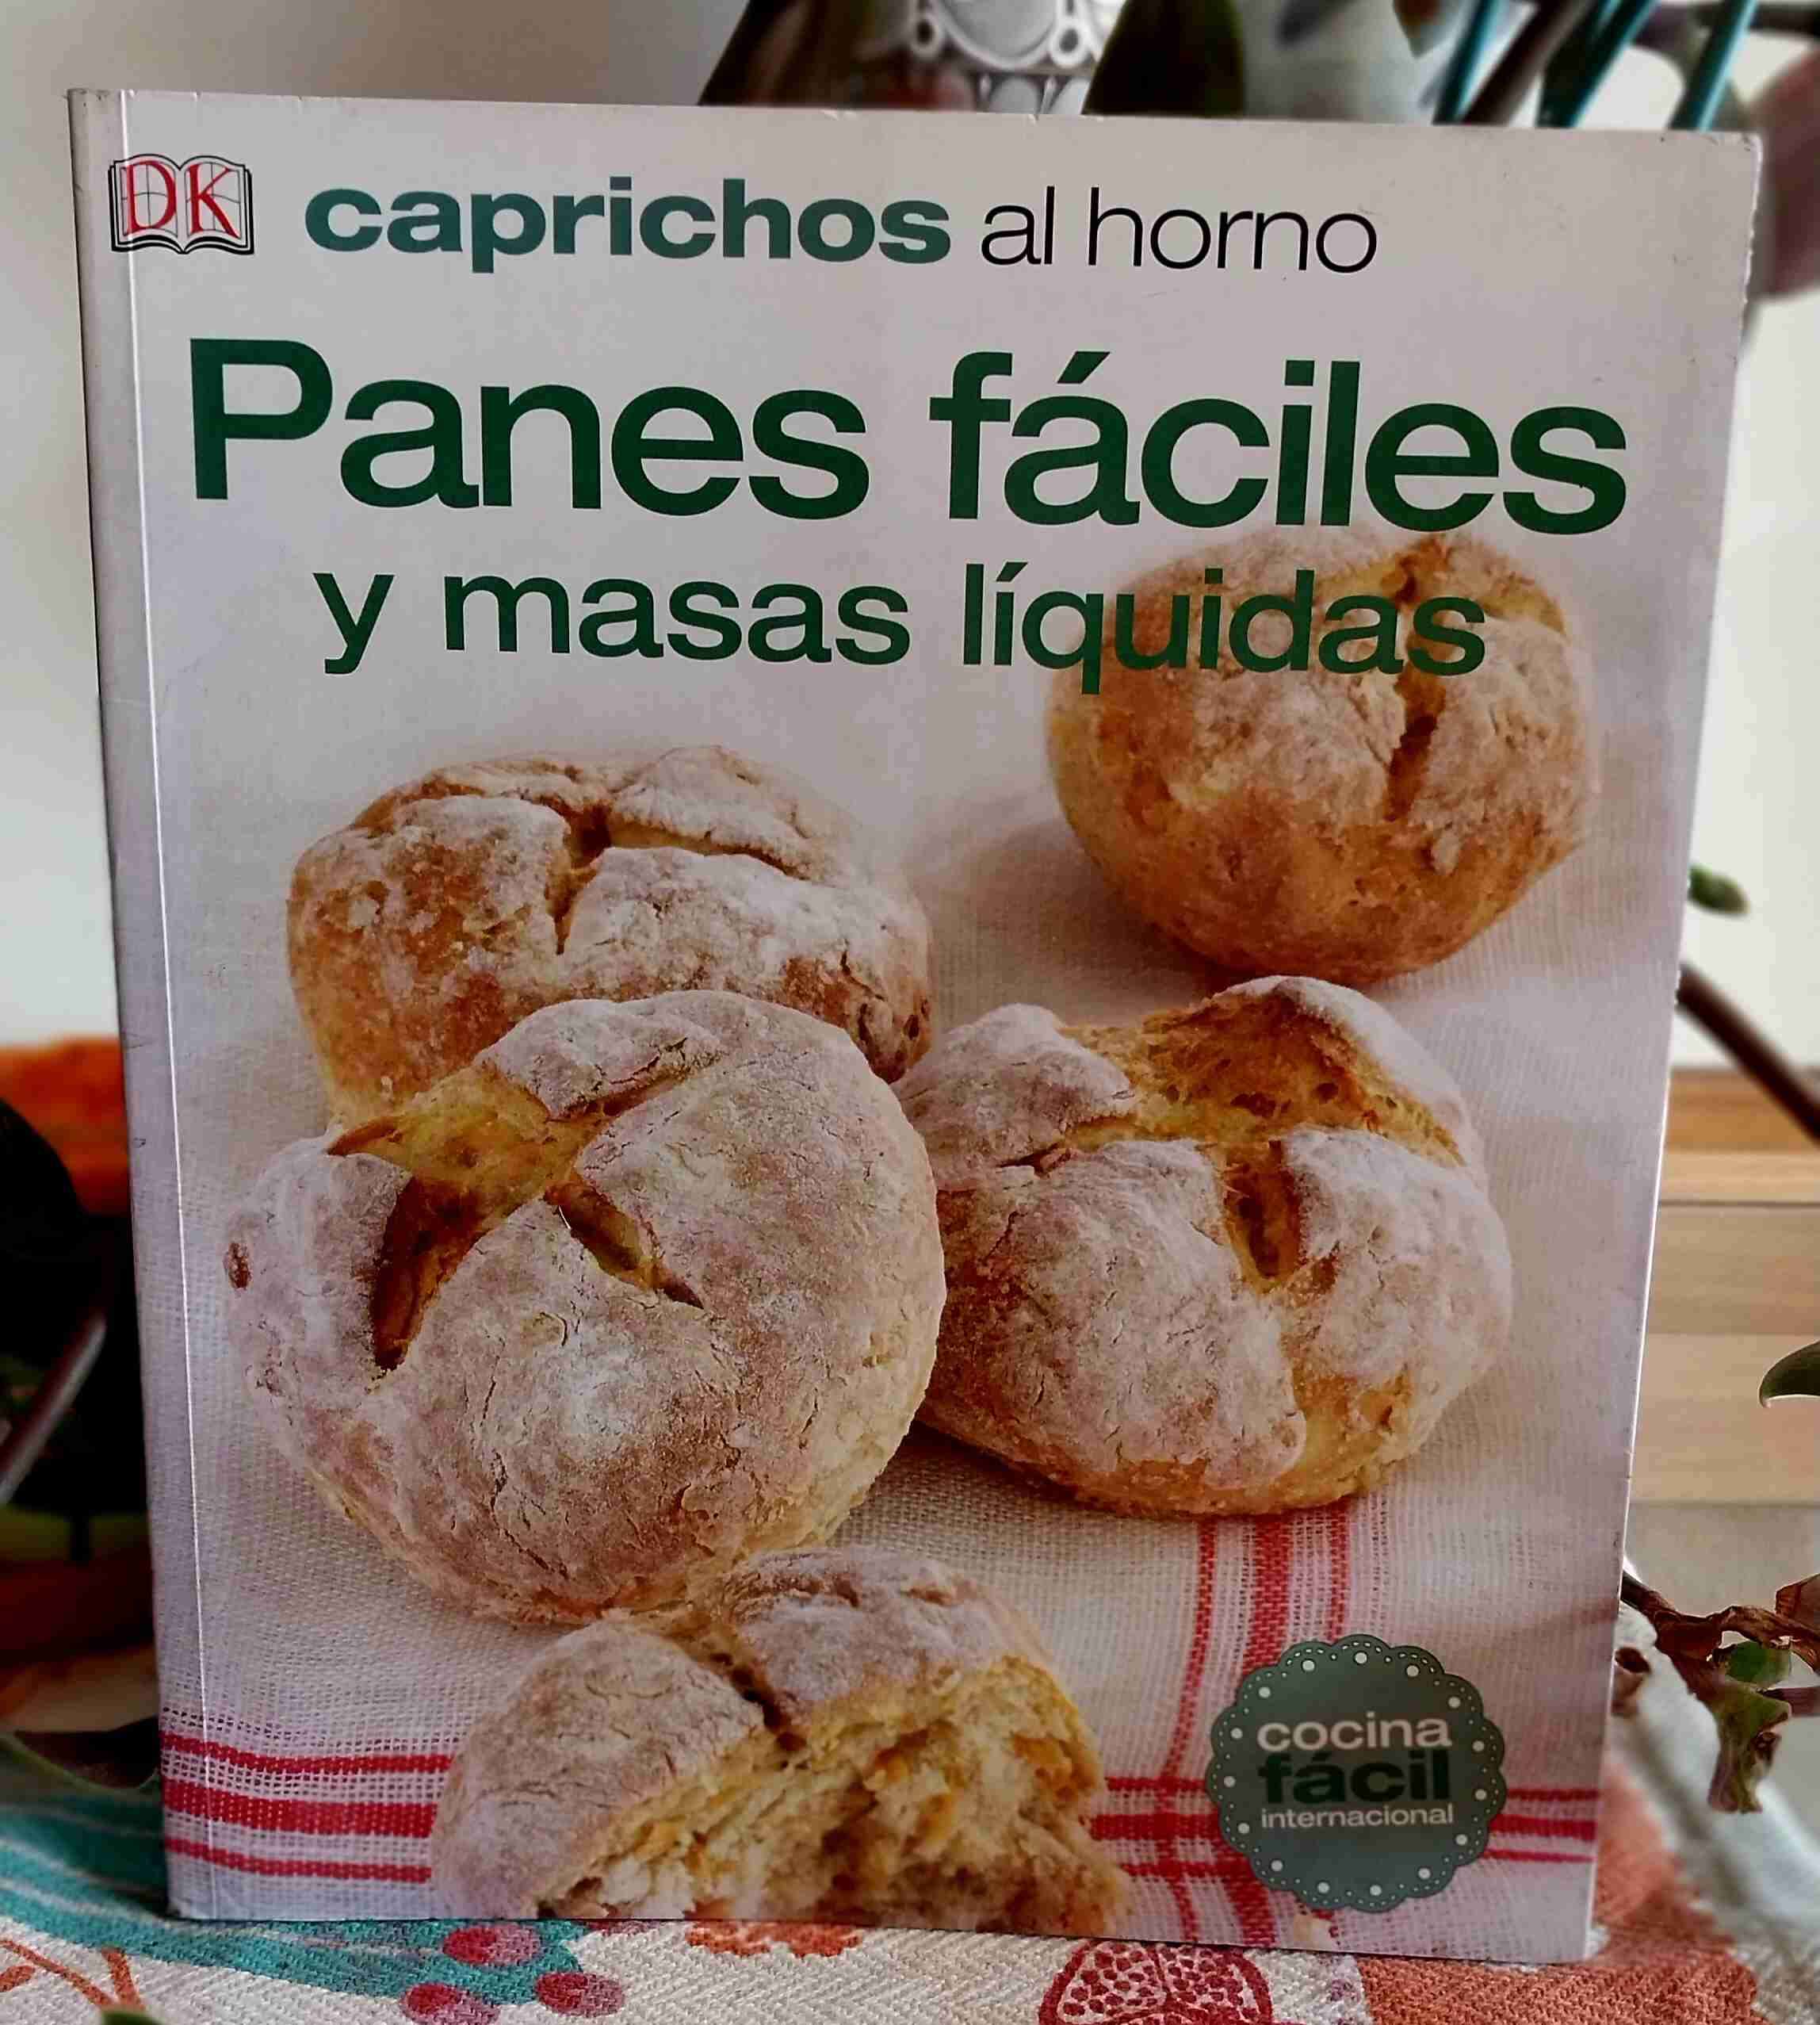 DK caprichos al horno
Panes fáciles
y masas líquidas
cocina
fácil
internacional